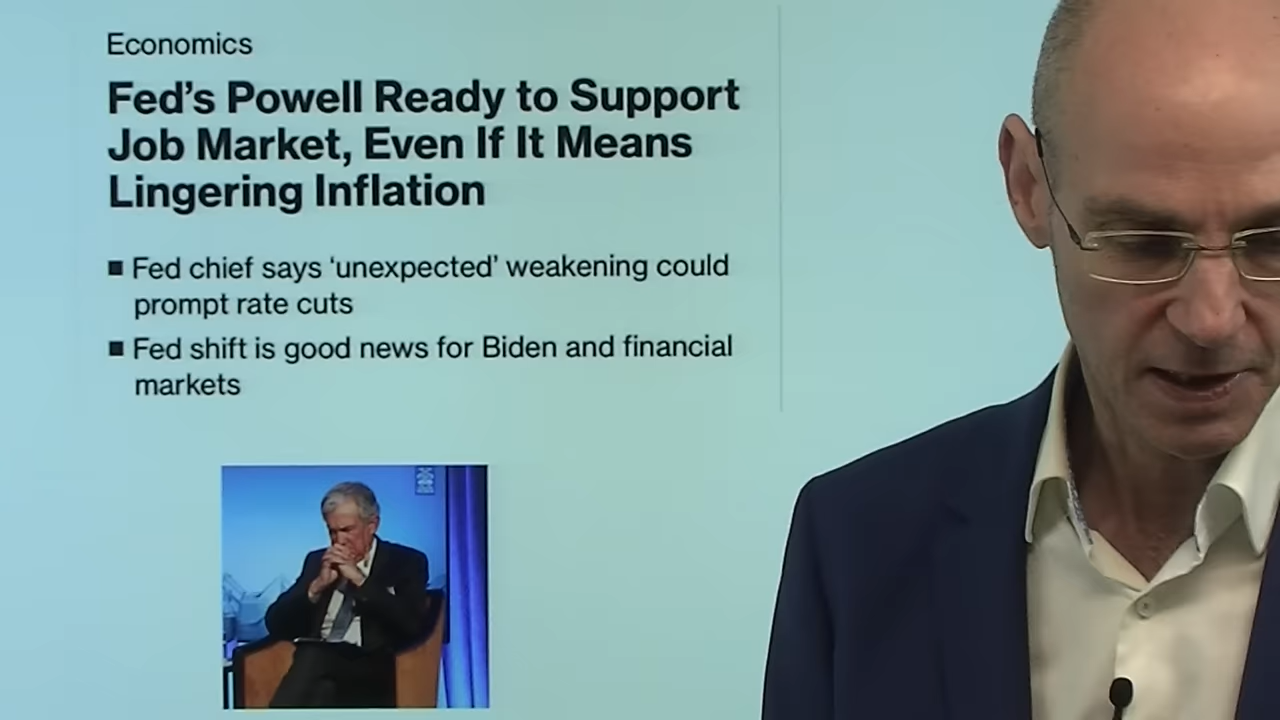 Economics
Fed's Powell Ready to Support
Job Market, Even If It Means
Lingering Inflation
■ Fed chief says ‘unexpected’ weakening could
prompt rate cuts
■ Fed shift is good news for Biden and financial
markets